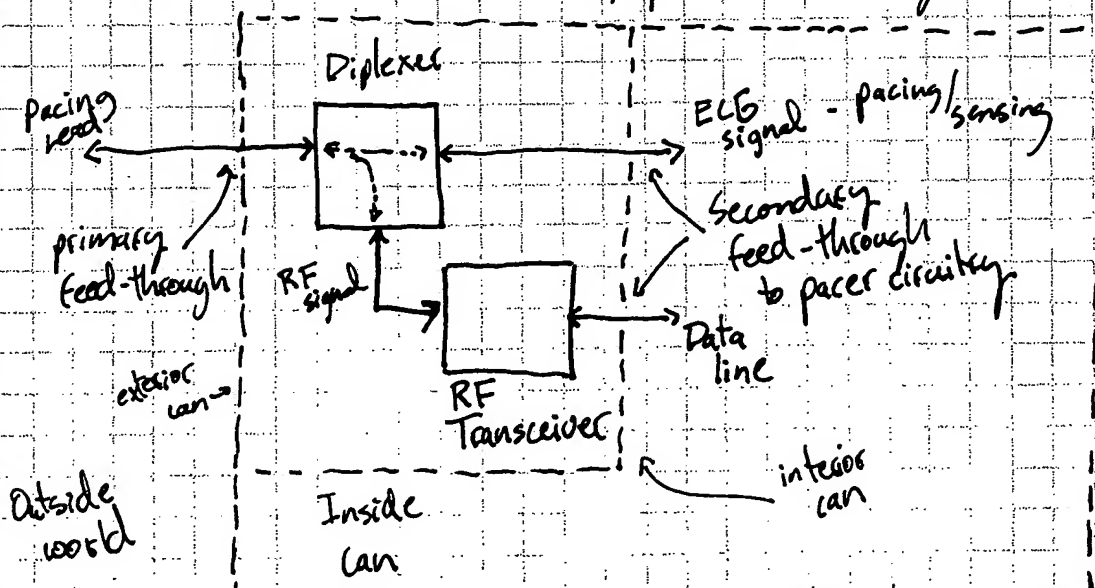 Diplexer
pacing
lead
ECG
signal - pacing/
sensing
primary
feed-through
RF
signal
Secondary
feed-through
to pacer circuitry
Data
line
exterior
can
RF
Transceiver
interior
can
Outside
world
Inside
can